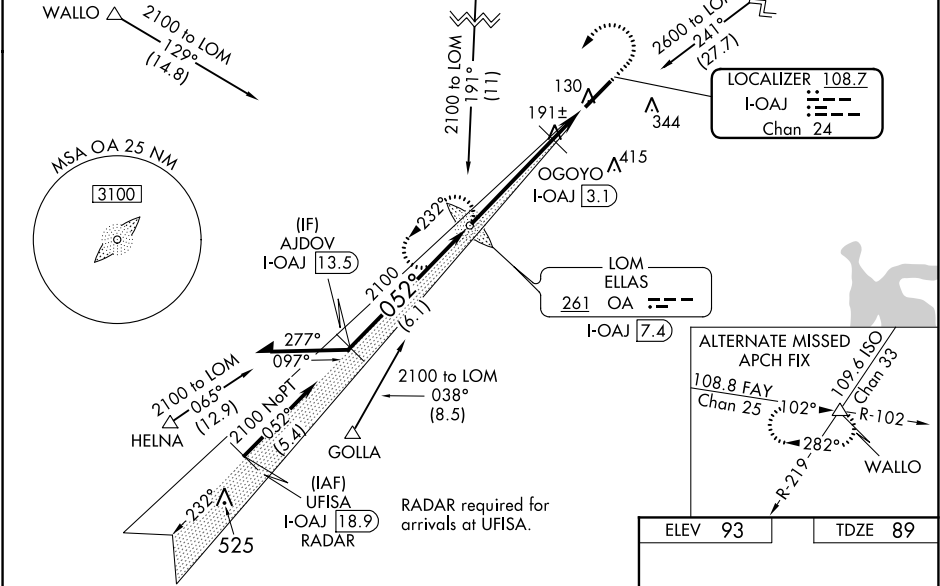 WALLO
2100 to LOM
129°
(14.8)
2100 to LOM
191°
(11)
2600 to LOM
241°
(27.7)
LOCALIZER 108.7
I-OAJ
Chan 24
130
191±
344
415
OGOYO
I-OAJ 3.1
MSA OA 25 NM
3100
232°
(IF)
AJDOV
I-OAJ 13.5
2100
052°
(6.1)
LOM
ELLAS
261 OA
I-OAJ 7.4
277°
097°
2100 to LOM
065°
(12.9)
HELNA
2100 NoPT
052°
(5.4)
2100 to LOM
038°
(8.5)
GOLLA
(IAF)
UFISA
I-OAJ 18.9
RADAR
232°
525
RADAR required for
arrivals at UFISA.
ALTERNATE MISSED
APCH FIX
109.6 ISO
Chan 33
108.8 FAY
Chan 25
102°
R-102
282°
R-219
WALLO
ELEV 93
TDZE 89